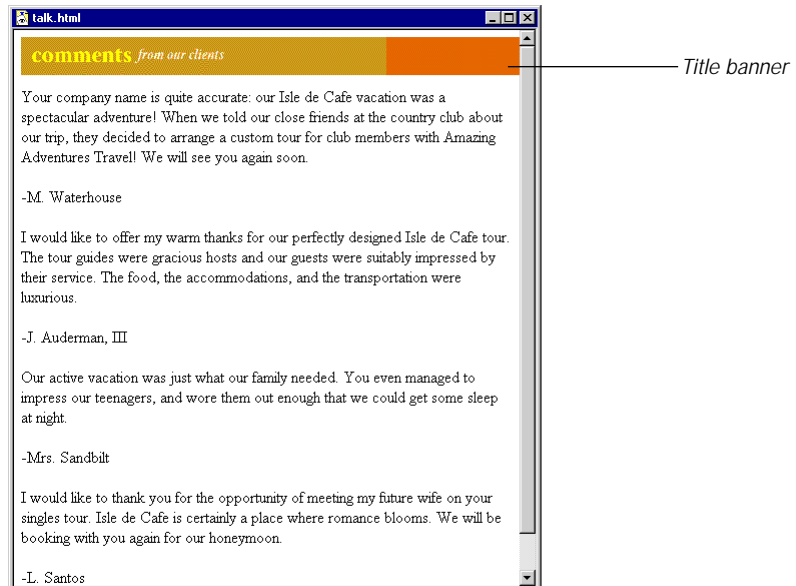 talk.html
comments from our clients
Title banner
Your company name is quite accurate: our Isle de Cafe vacation was a
spectacular adventure! When we told our close friends at the country club about
our trip, they decided to arrange a custom tour for club members with Amazing
Adventures Travel! We will see you again soon.
-M. Waterhouse
I would like to offer my warm thanks for our perfectly designed Isle de Cafe tour.
The tour guides were gracious hosts and our guests were suitably impressed by
their service. The food, the accommodations, and the transportation were
luxurious.
-J. Auderman, III
Our active vacation was just what our family needed. You even managed to
impress our teenagers, and wore them out enough that we could get some sleep
at night.
-Mrs. Sandbilt
I would like to thank you for the opportunity of meeting my future wife on your
singles tour. Isle de Cafe is certainly a place where romance blooms. We will be
booking with you again for our honeymoon.
-L. Santos